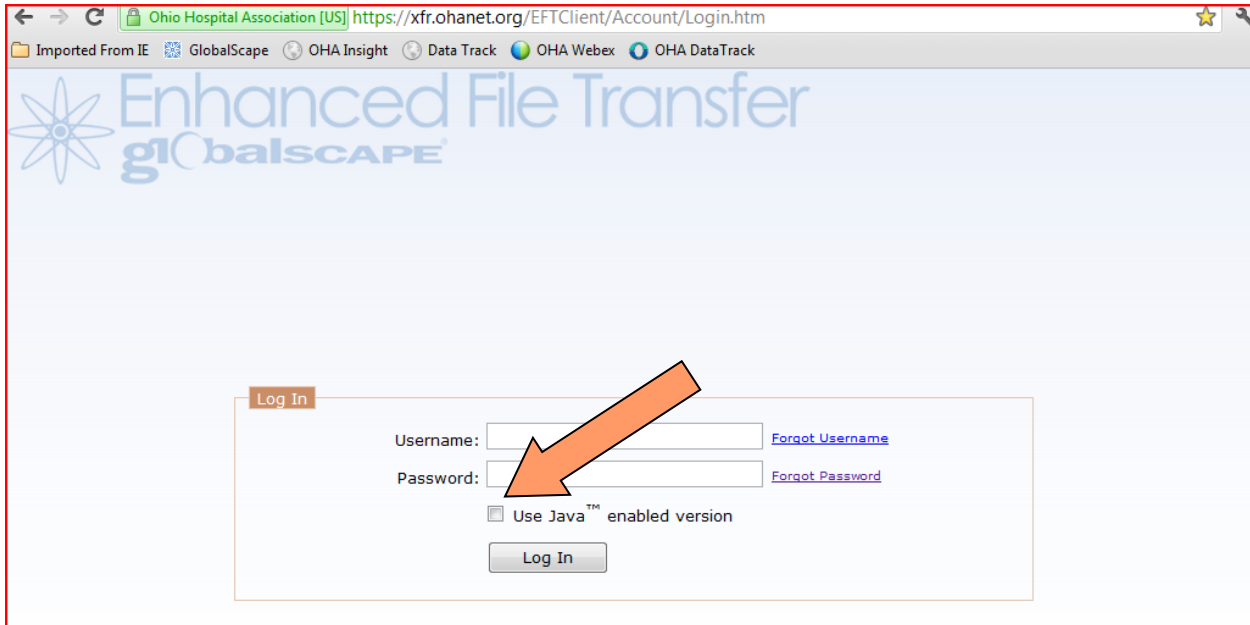 Ohio Hospital Association [US] https://xfr.ohanet.org/EFTClient/Account/Login.htm
Imported From IE GlobalScape OHA Insight Data Track OHA Webex OHA DataTrack
Enhanced File Transfer
globalSCAPE®
Log In
Username: Forgot Username
Password: Forgot Password
Use Java™ enabled version
Log In